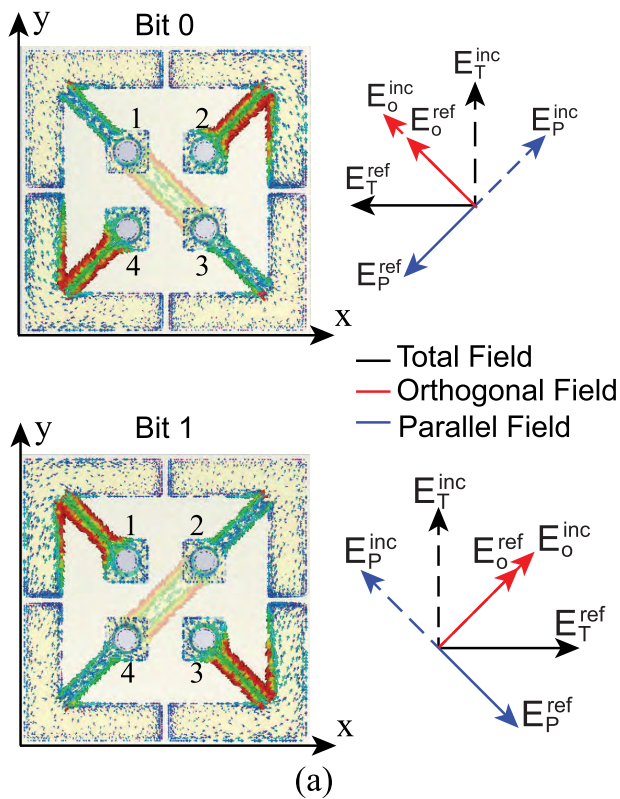 y
Bit 0
1
2
4
3
x
E_T^inc
E_o^inc
E_o^ref
E_P^inc
E_T^ref
E_P^ref
Total Field
Orthogonal Field
Parallel Field
y
Bit 1
1
2
4
3
x
E_T^inc
E_P^inc
E_o^ref
E_o^inc
E_T^ref
E_P^ref
(a)